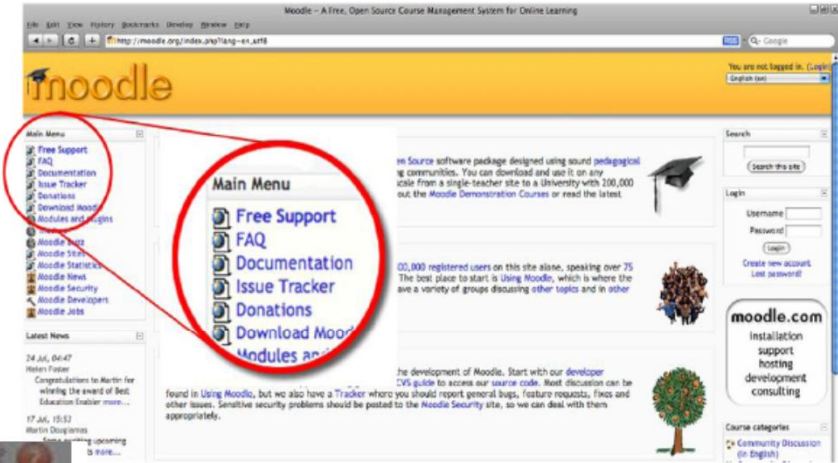 Moodle - A Free, Open Source Course Management System for Online Learning
File Edit View History Bookmarks Develop Window Help
http://moodle.org/index.php?lang=en_utf8
RSS
Google
moodle
You are not logged in. (Login)
English (en)
Main Menu
Free Support
FAQ
Documentation
Issue Tracker
Donations
Download Moodle
Modules and plugins
Moodle Buzz
Moodle Sites
Moodle Statistics
Moodle News
Moodle Security
Moodle Developers
Moodle Jobs
Latest News
24 Jul, 04:47
Helen Foster
Congratulations to Martin for
winning the award of Best
Education Enabler more...
17 Jul, 15:53
Martin Dougiamas
upcoming
more...
Main Menu
Free Support
FAQ
Documentation
Issue Tracker
Donations
Download Mood
Modules and
en Source software package designed using sound pedagogical
ng communities. You can download and use it on any
scale from a single-teacher site to a University with 200,000
out the Moodle Demonstration Courses or read the latest
00,000 registered users on this site alone, speaking over 75
The best place to start is Using Moodle, which is where the
ave a variety of groups discussing other topics and in other
he development of Moodle. Start with our developer
CVS guide to access our source code. Most discussion can be
found in Using Moodle, but we also have a Tracker where you should report general bugs, feature requests, fixes and
other issues. Sensitive security problems should be posted to the Moodle Security site, so we can deal with them
appropriately.
Search
Search this site
Login
Username
Password
Login
Create new account
Lost password?
moodle.com
installation
support
hosting
development
consulting
Course categories
Community Discussion
(in English)